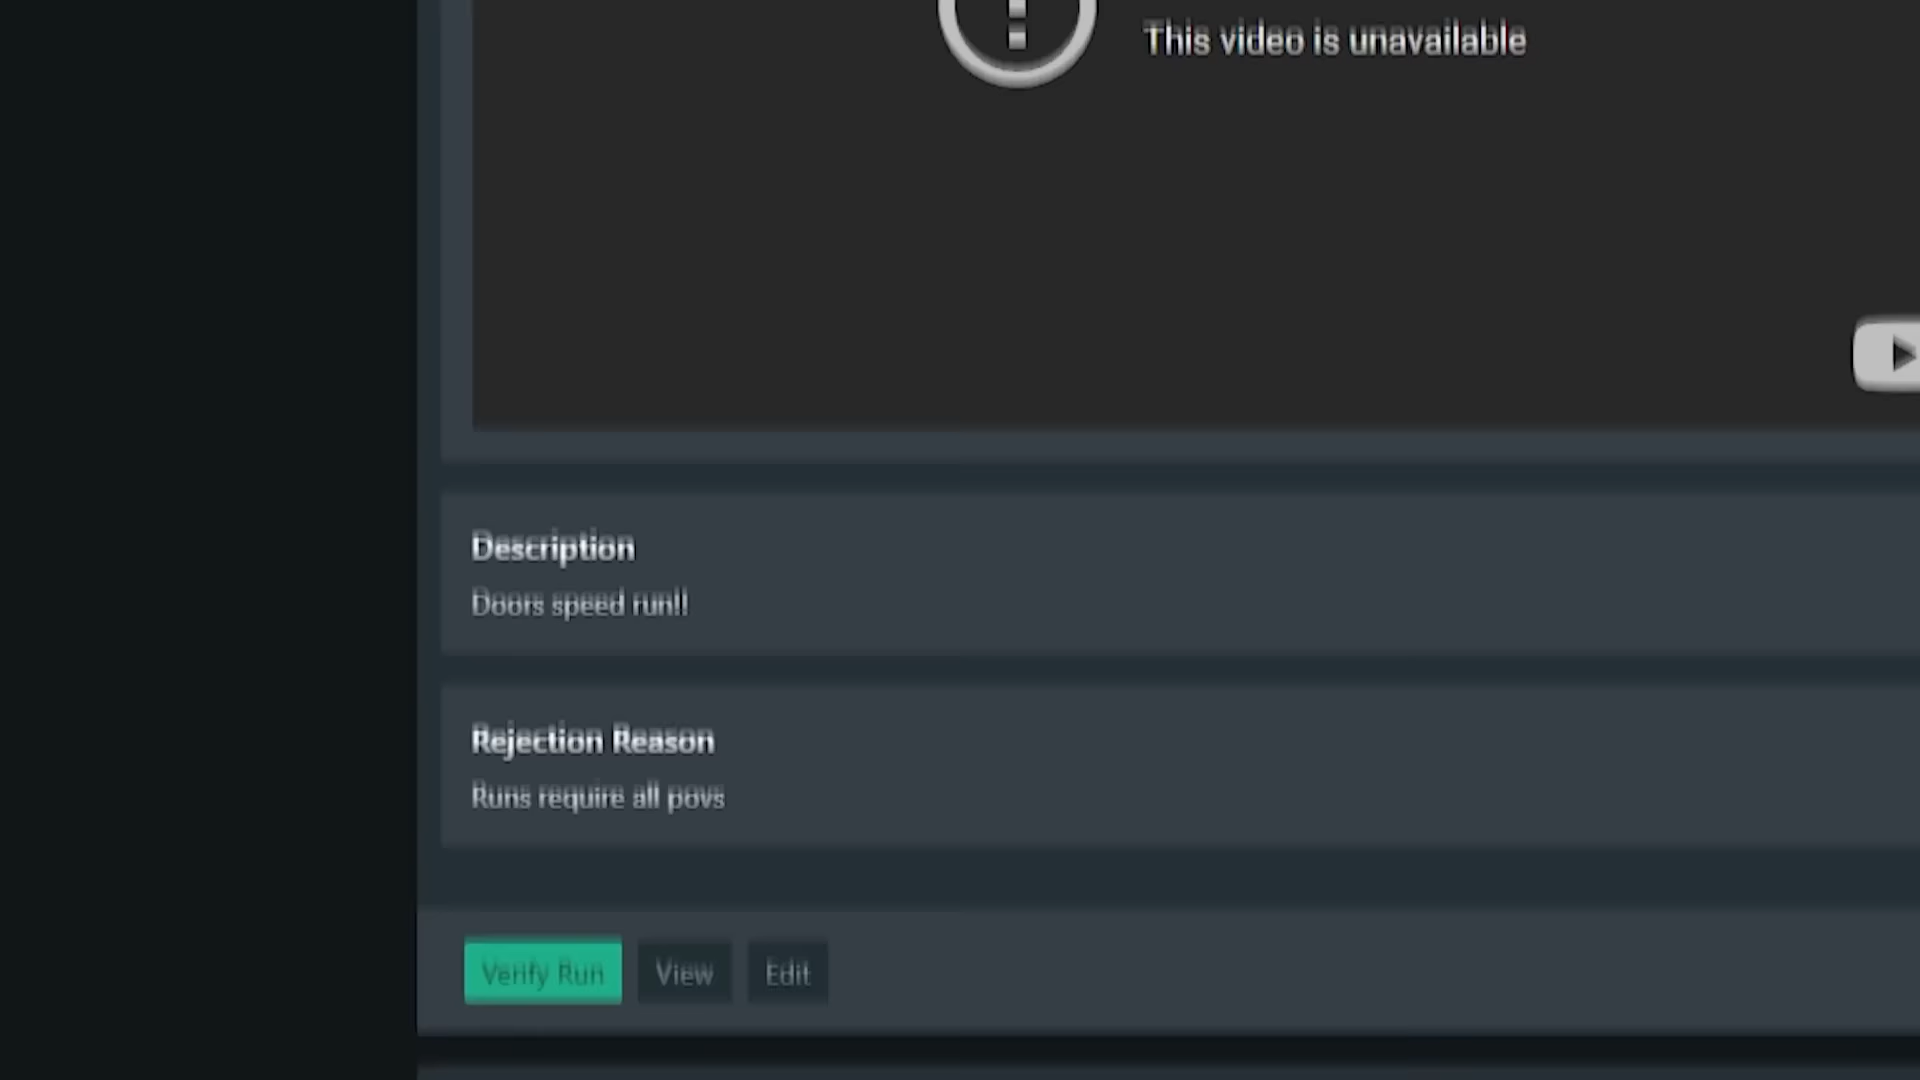 This video is unavailable
Description
Doors speed run!!
Rejection Reason
Runs require all povs
Verify Run
View
Edit